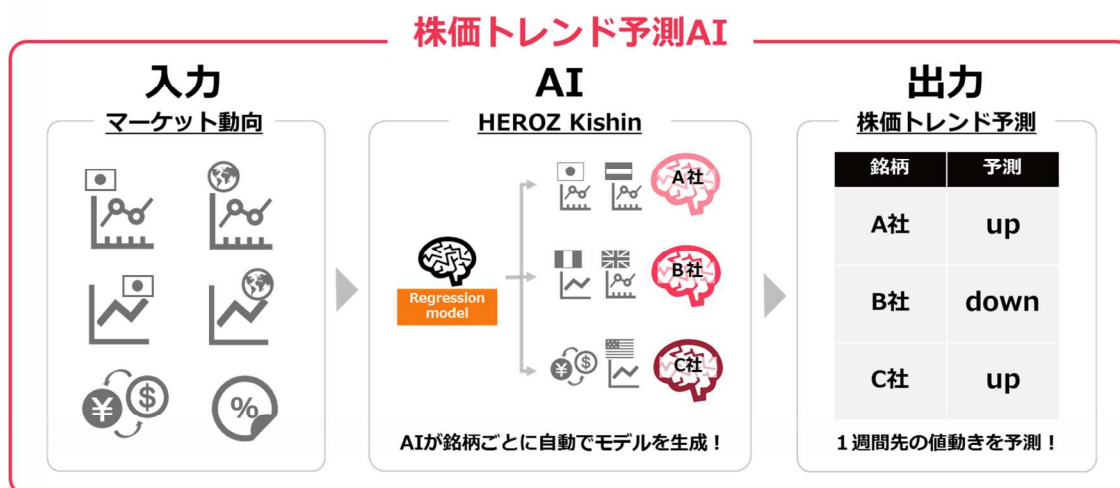 株価トレンド予測AI
入力
マーケット動向
¥
$
%
AI
HEROZ Kishin
Regression
model
A社
B社
¥
$
C社
AIが銘柄ごとに自動でモデルを生成！
出力
株価トレンド予測
銘柄 予測
A社 up
B社 down
C社 up
１週間先の値動きを予測！